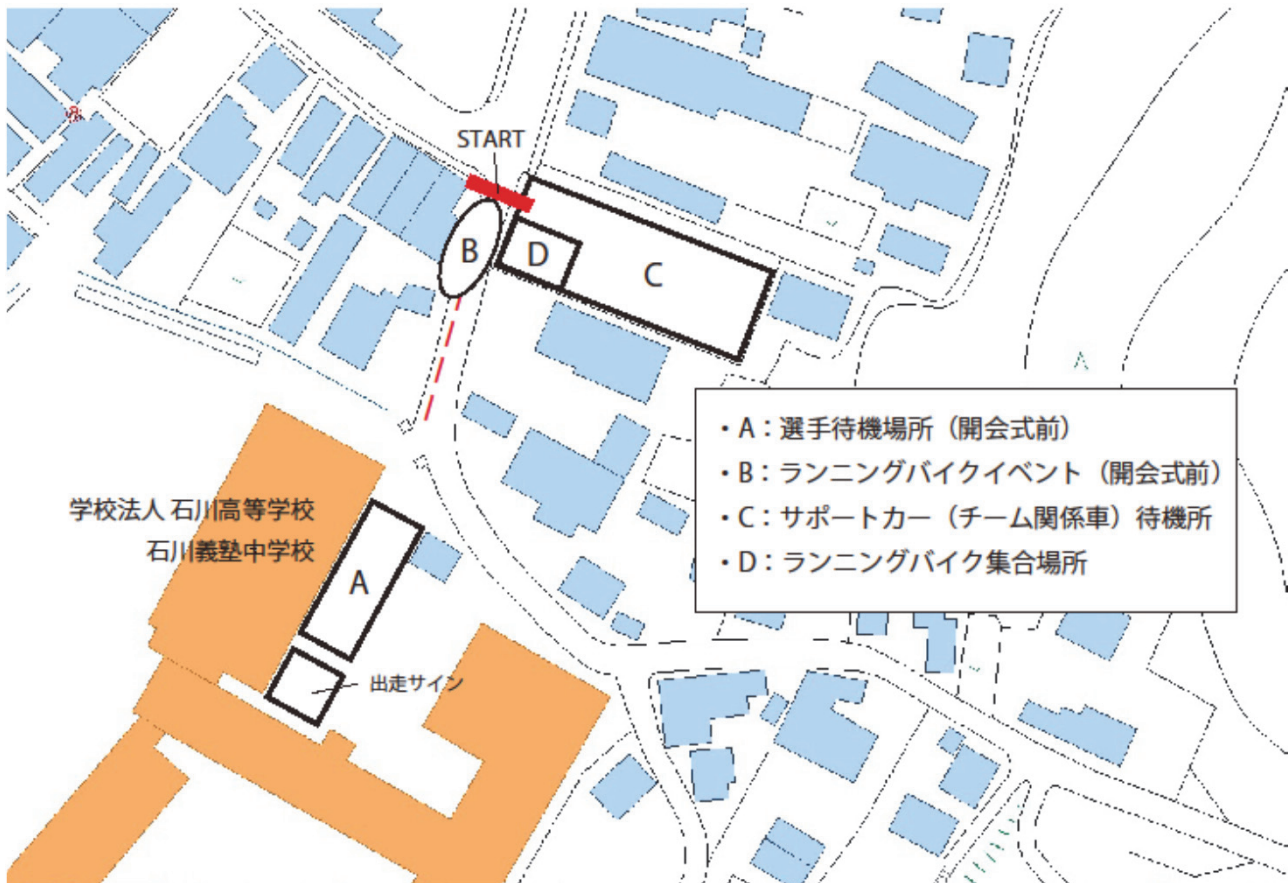 START
B
D
C
・A：選手待機場所（開会式前）
・B：ランニングバイクイベント（開会式前）
・C：サポートカー（チーム関係車）待機所
・D：ランニングバイク集合場所
学校法人 石川高等学校
石川義塾中学校
A
出走サイン